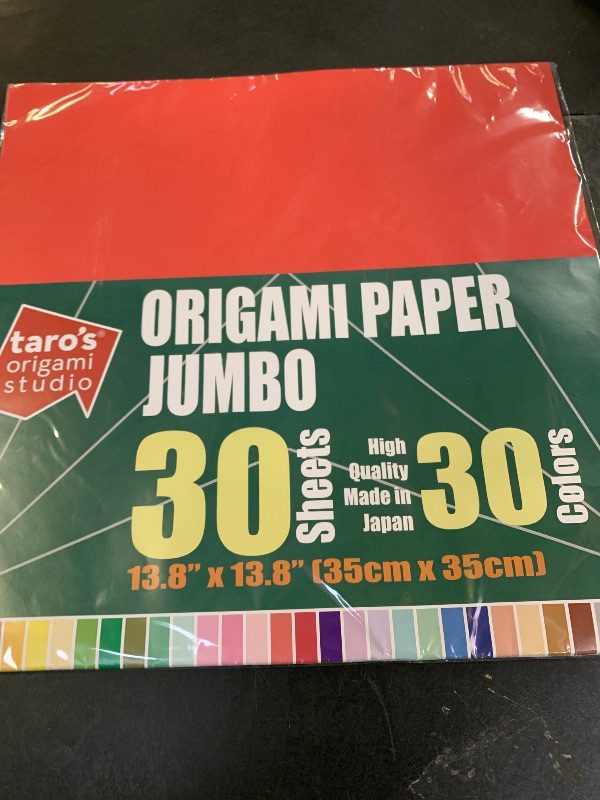 ORIGAMI PAPER
JUMBO
taro's®
origami
studio
30 Sheets
High
Quality
Made in
Japan
30 Colors
13.8" x 13.8" (35cm x 35cm)